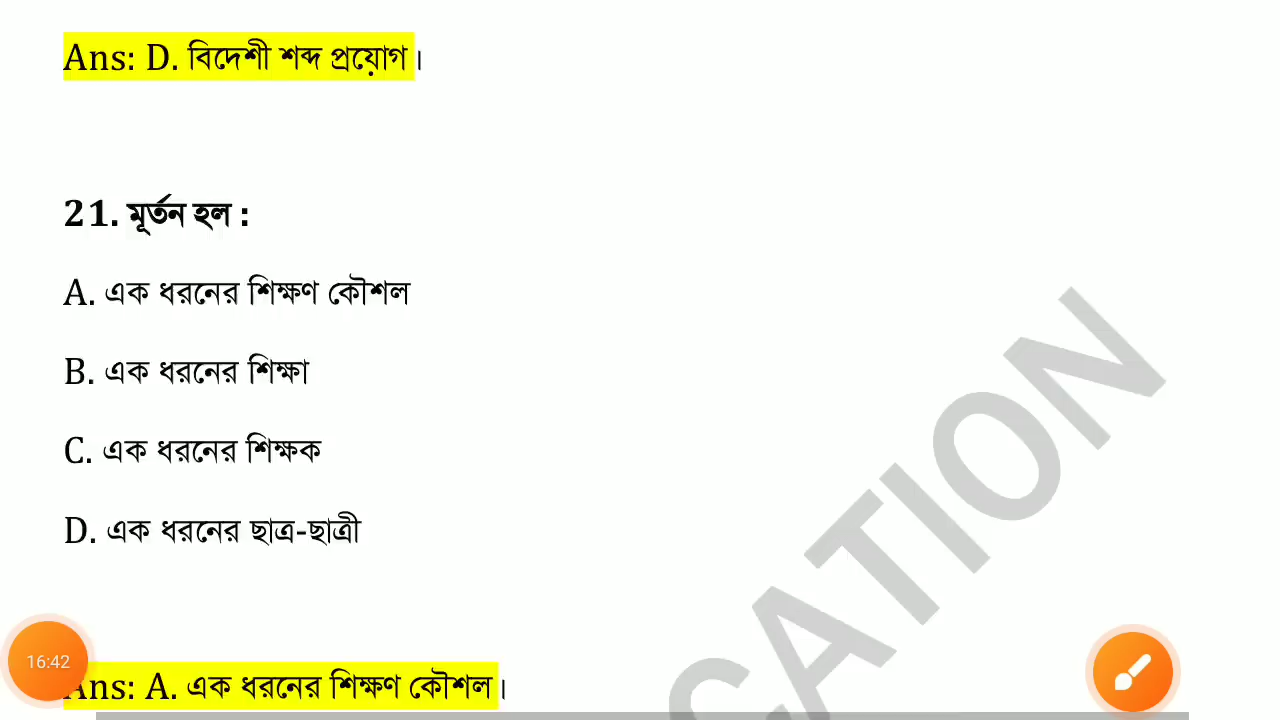 Ans: D. বিদেশী শব্দ প্রয়োগ।
21. মূর্তন হল :
A. এক ধরনের শিক্ষণ কৌশল
B. এক ধরনের শিক্ষা
C. এক ধরনের শিক্ষক
D. এক ধরনের ছাত্র-ছাত্রী
16:42
Ans: A. এক ধরনের শিক্ষণ কৌশল।
CATION